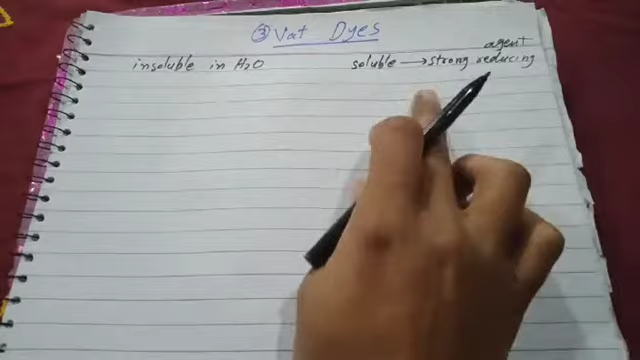 ③ Vat Dyes
insoluble in H2O soluble → strong reducing agent